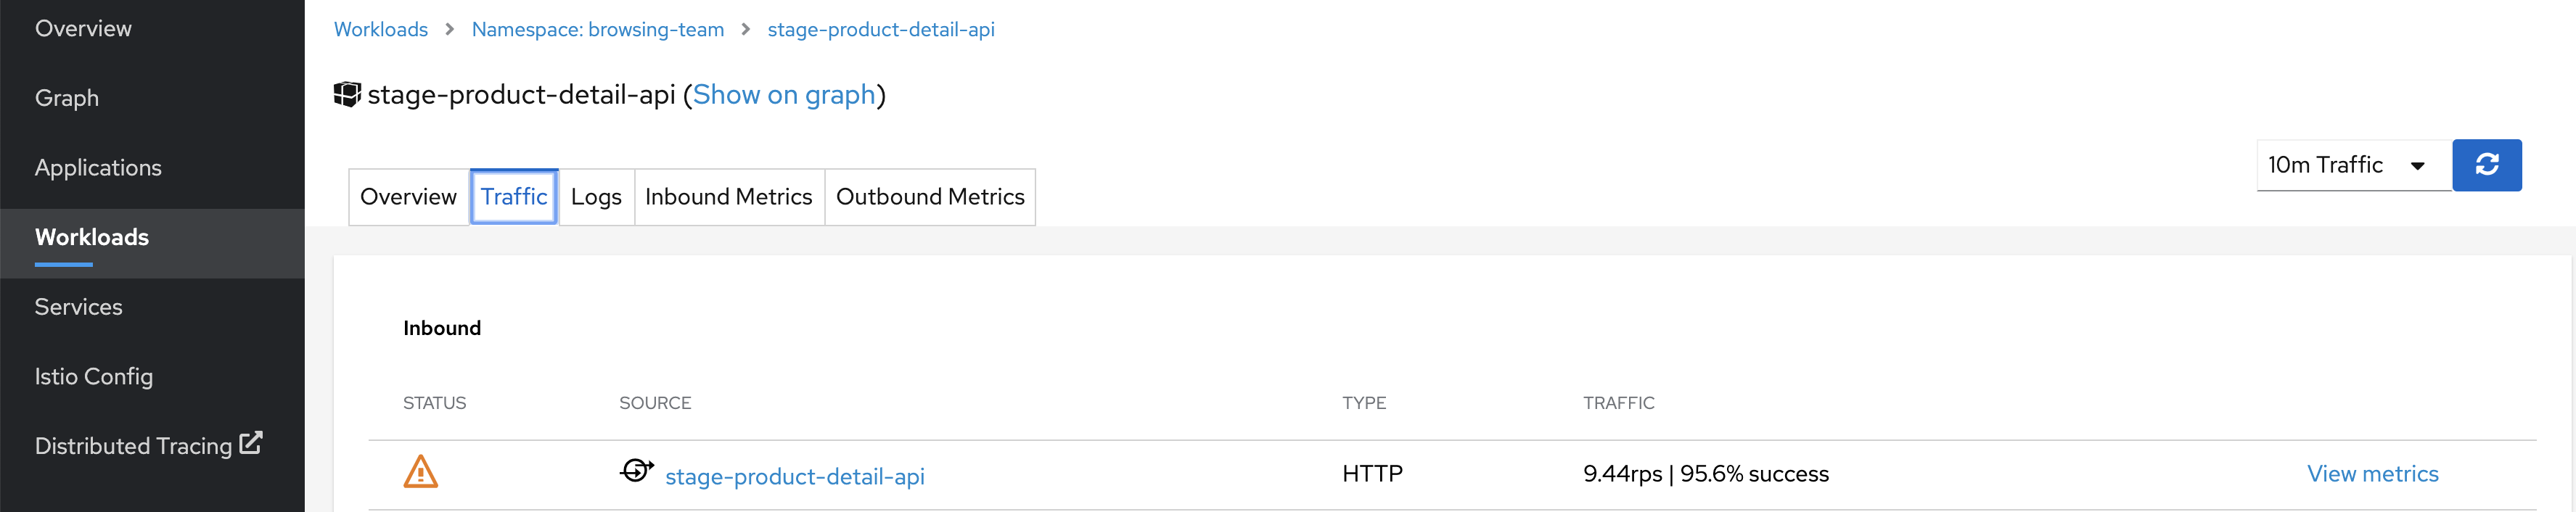 Overview
Graph
Applications
Workloads
Services
Istio Config
Distributed Tracing
Workloads > Namespace: browsing-team > stage-product-detail-api
stage-product-detail-api (Show on graph)
10m Traffic
Overview Traffic Logs Inbound Metrics Outbound Metrics
Inbound
STATUS SOURCE TYPE TRAFFIC
stage-product-detail-api HTTP 9.44rps | 95.6% success View metrics